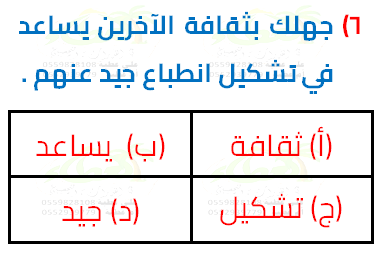 ٦) جهلك بثقافة الآخرين يساعد
في تشكيل انطباع جيد عنهم .
(أ) ثقافة
(ب) يساعد
(ج) تشكيل
(د) جيد